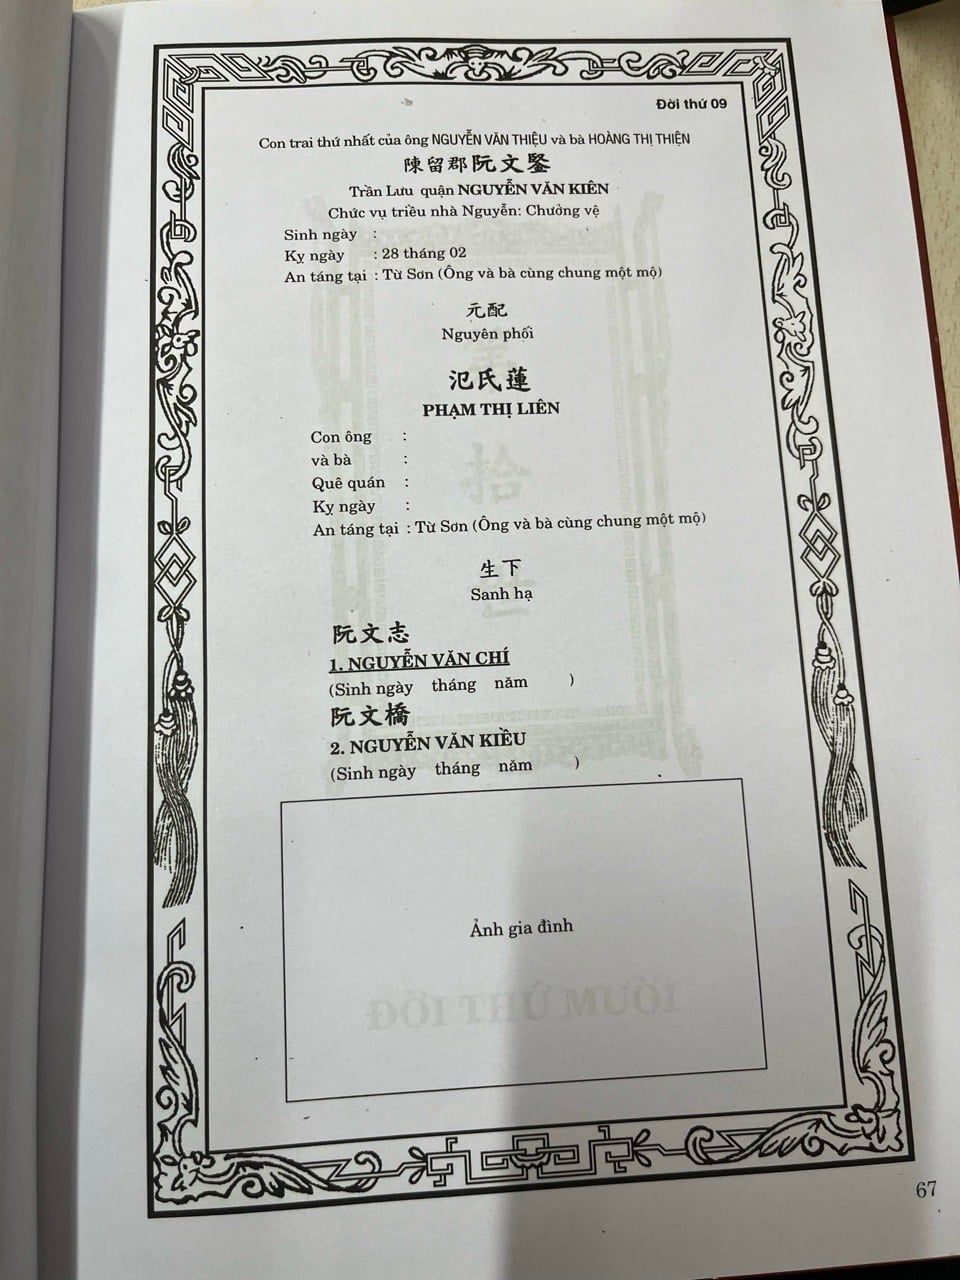 Đời thứ 09
Con trai thứ nhất của ông NGUYỄN VĂN THIỆU và bà HOÀNG THỊ THIỆN
陳留郡阮文鋻
Trần Lưu quận NGUYỄN VĂN KIÊN
Chức vụ triều nhà Nguyễn: Chưởng vệ
Sinh ngày :
Kỵ ngày : 28 tháng 02
An táng tại : Từ Sơn (Ông và bà cùng chung một mộ)
元配
Nguyên phối
氾氏蓮
PHẠM THỊ LIÊN
Con ông :
và bà :
Quê quán :
Kỵ ngày :
An táng tại : Từ Sơn (Ông và bà cùng chung một mộ)
生下
Sanh hạ
阮文志
1. NGUYỄN VĂN CHÍ
(Sinh ngày tháng năm )
阮文橋
2. NGUYỄN VĂN KIỀU
(Sinh ngày tháng năm )
Ảnh gia đình
ĐỜI THỨ MƯỜI
67